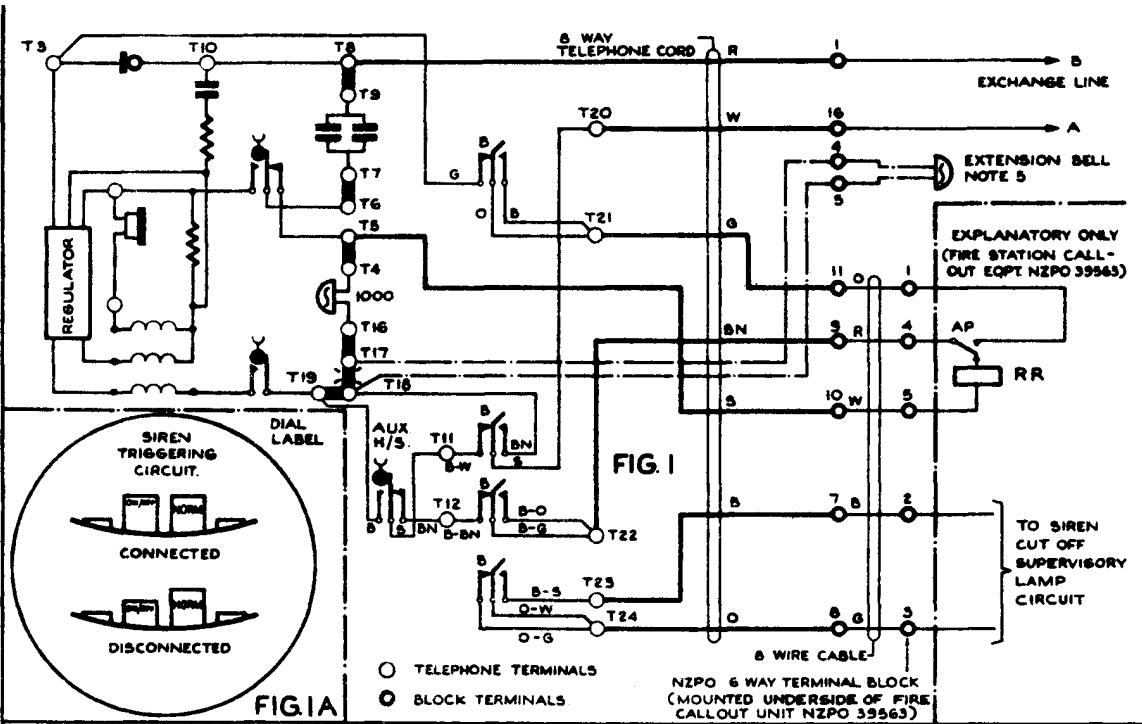 T3
T10
T8
8 WAY
TELEPHONE CORD
R
1
B
EXCHANGE LINE
T9
T20
W
16
A
4
EXTENSION BELL
NOTE 5
5
B
T7
G
T6
O
B
T21
T5
G
EXPLANATORY ONLY
(FIRE STATION CALL-
OUT EQPT. NZPO 39563)
REGULATOR
T4
1000
11
O
1
T16
BN
9
R
4
AP
T17
RR
T19
T18
S
10
W
5
DIAL
LABEL
AUX
H/S.
T11
B-W
B
BN
S
FIG. 1
SIREN
TRIGGERING
CIRCUIT.
NORM
CONNECTED
NORM
DISCONNECTED
FIG. 1A
B
S
BN
T12
B-BN
B
B-O
B-G
T22
B
7
B
2
TO SIREN
CUT OFF
SUPERVISORY
LAMP
CIRCUIT
B
B-S
T23
O-W
T24
O-G
O
8
G
3
8 WIRE CABLE
TELEPHONE TERMINALS
BLOCK TERMINALS
NZPO 6 WAY TERMINAL BLOCK
(MOUNTED UNDERSIDE OF FIRE
CALLOUT UNIT NZPO 39563)